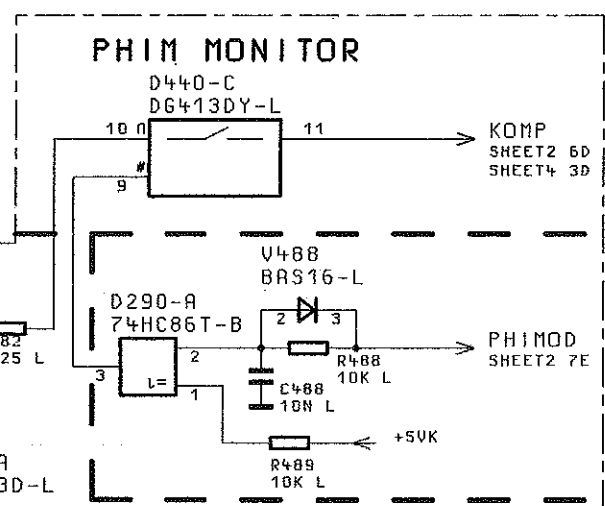 PHIM MONITOR
D440-C
DG413DY-L
10 11
#
9
KOMP
SHEET2 6D
SHEET4 3D
V488
BAS16-L
D290-A
74HC86T-B
2 3
82
25 L
3
2
R488
10K L
PHIMOD
SHEET2 7E
1
C488
10N L
+5VK
R489
10K L
A
3D-L